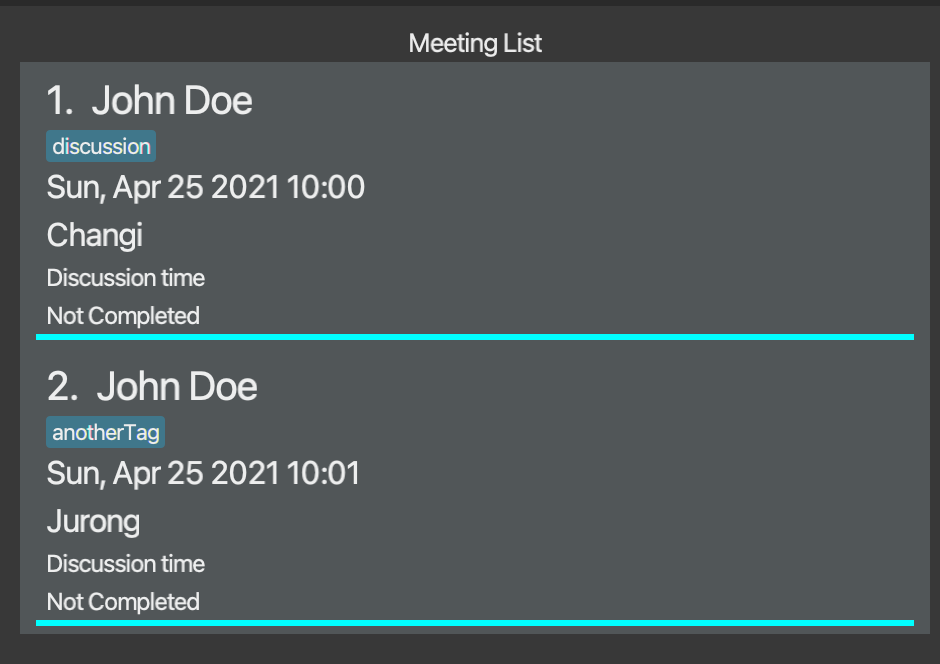 Meeting List
1. John Doe
discussion
Sun, Apr 25 2021 10:00
Changi
Discussion time
Not Completed
2. John Doe
anotherTag
Sun, Apr 25 2021 10:01
Jurong
Discussion time
Not Completed